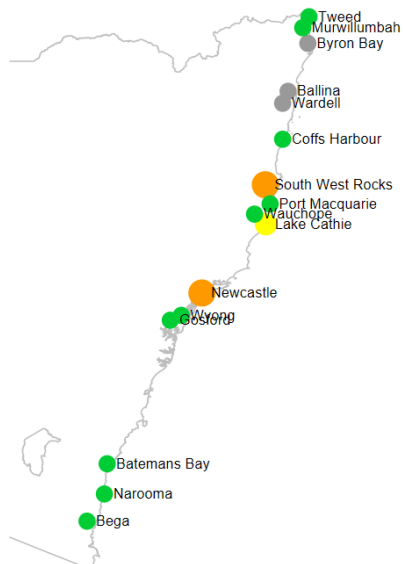 Tweed
Murwillumbah
Byron Bay
Ballina
Wardell
Coffs Harbour
South West Rocks
Port Macquarie
Wauchope
Lake Cathie
Newcastle
Wyong
Gosford
Batemans Bay
Narooma
Bega